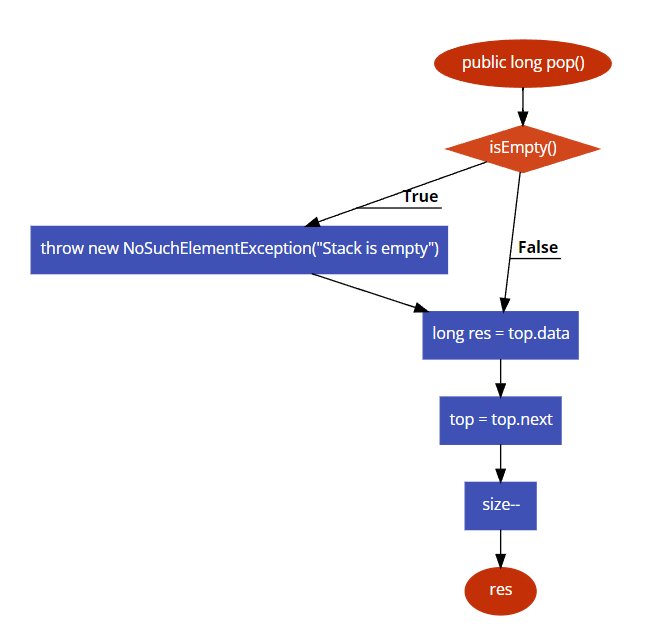 public long pop()
isEmpty()
True
throw new NoSuchElementException("Stack is empty")
False
long res = top.data
top = top.next
size--
res